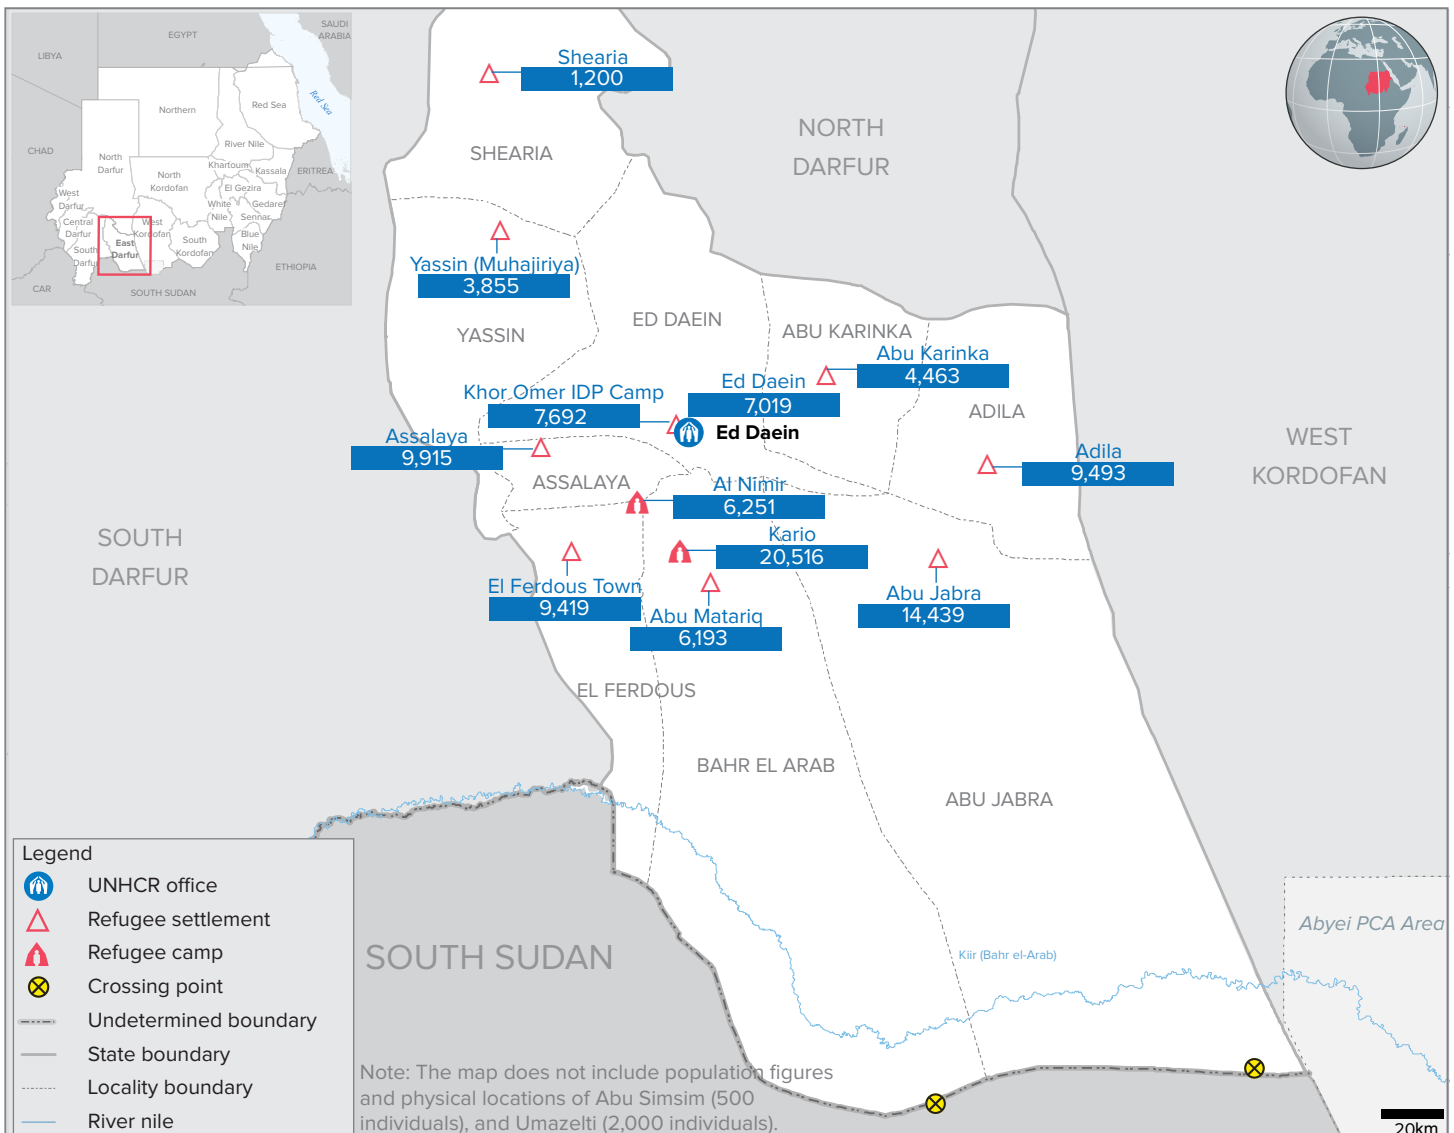 EGYPT
SAUDI
ARABIA
LIBYA
Red Sea
Northern
Red Sea
CHAD
North
Darfur
River Nile
Khartoum
Kassala
ERITREA
North
Kordofan
El Gezira
West
Darfur
White
Nile
Gedaref
Sennar
Central
Darfur
West
Kordofan
Blue
Nile
South
Kordofan
East
Darfur
South
Darfur
ETHIOPIA
CAR
SOUTH SUDAN
Shearia
1,200
SHEARIA
NORTH
DARFUR
Yassin (Muhajiriya)
3,855
YASSIN
ED DAEIN
ABU KARINKA
Abu Karinka
4,463
Khor Omer IDP Camp
7,692
Ed Daein
7,019
Ed Daein
ADILA
Assalaya
9,915
ASSALAYA
Adila
9,493
WEST
KORDOFAN
Al Nimir
6,251
Kario
20,516
SOUTH
DARFUR
El Ferdous Town
9,419
Abu Matariq
6,193
Abu Jabra
14,439
EL FERDOUS
BAHR EL ARAB
ABU JABRA
SOUTH SUDAN
Kiir (Bahr el-Arab)
Abyei PCA Area
Legend
UNHCR office
Refugee settlement
Refugee camp
Crossing point
Undetermined boundary
State boundary
Locality boundary
River nile
Note: The map does not include population figures
and physical locations of Abu Simsim (500
individuals), and Umazelti (2,000 individuals).
20km